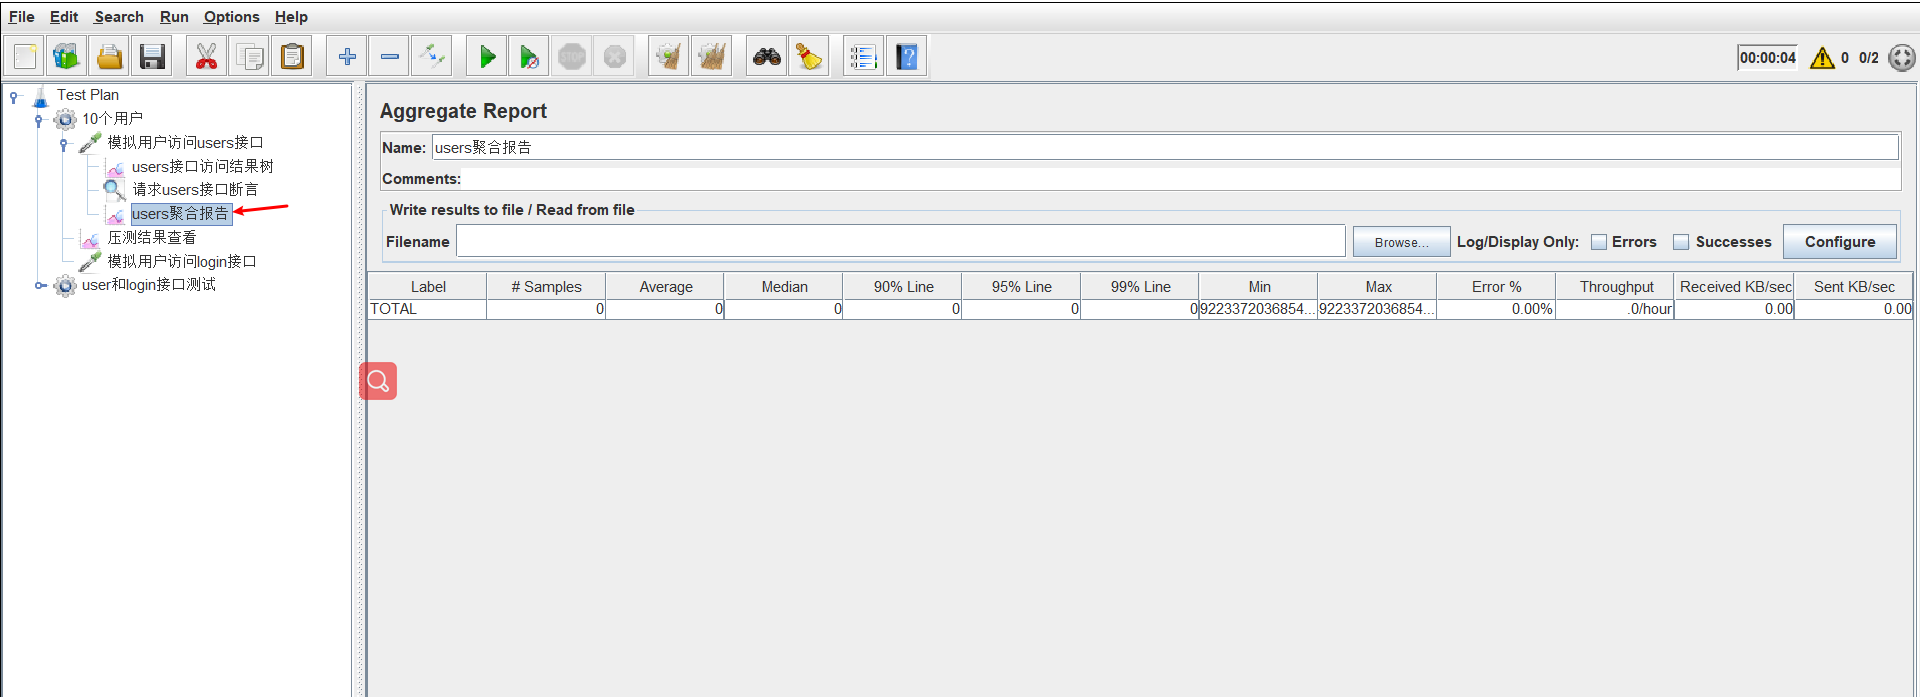 File Edit Search Run Options Help
STOP 00:00:04 0 0/2
Test Plan
10个用户
模拟用户访问users接口
users接口访问结果树
请求users接口断言
users聚合报告
压测结果查看
模拟用户访问login接口
user和login接口测试
Aggregate Report
Name: users聚合报告
Comments:
Write results to file / Read from file
Filename Browse... Log/Display Only: Errors Successes Configure
Label # Samples Average Median 90% Line 95% Line 99% Line Min Max Error % Throughput Received KB/sec Sent KB/sec
TOTAL 0 0 0 0 0 0 9223372036854... 9223372036854... 0.00% .0/hour 0.00 0.00